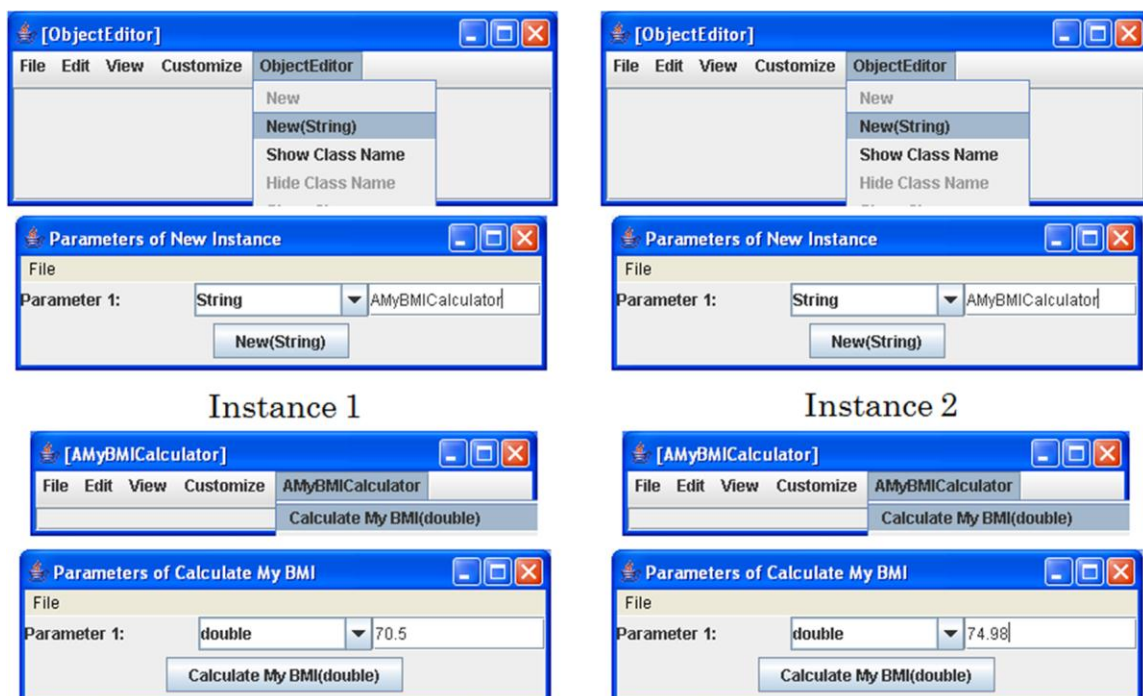 [ObjectEditor]
File Edit View Customize ObjectEditor
New
New(String)
Show Class Name
Hide Class Name
Parameters of New Instance
File
Parameter 1: String AMyBMICalculator
New(String)
Instance 1
[AMyBMICalculator]
File Edit View Customize AMyBMICalculator
Calculate My BMI(double)
Parameters of Calculate My BMI
File
Parameter 1: double 70.5
Calculate My BMI(double)
[ObjectEditor]
File Edit View Customize ObjectEditor
New
New(String)
Show Class Name
Hide Class Name
Parameters of New Instance
File
Parameter 1: String AMyBMICalculator
New(String)
Instance 2
[AMyBMICalculator]
File Edit View Customize AMyBMICalculator
Calculate My BMI(double)
Parameters of Calculate My BMI
File
Parameter 1: double 74.98
Calculate My BMI(double)